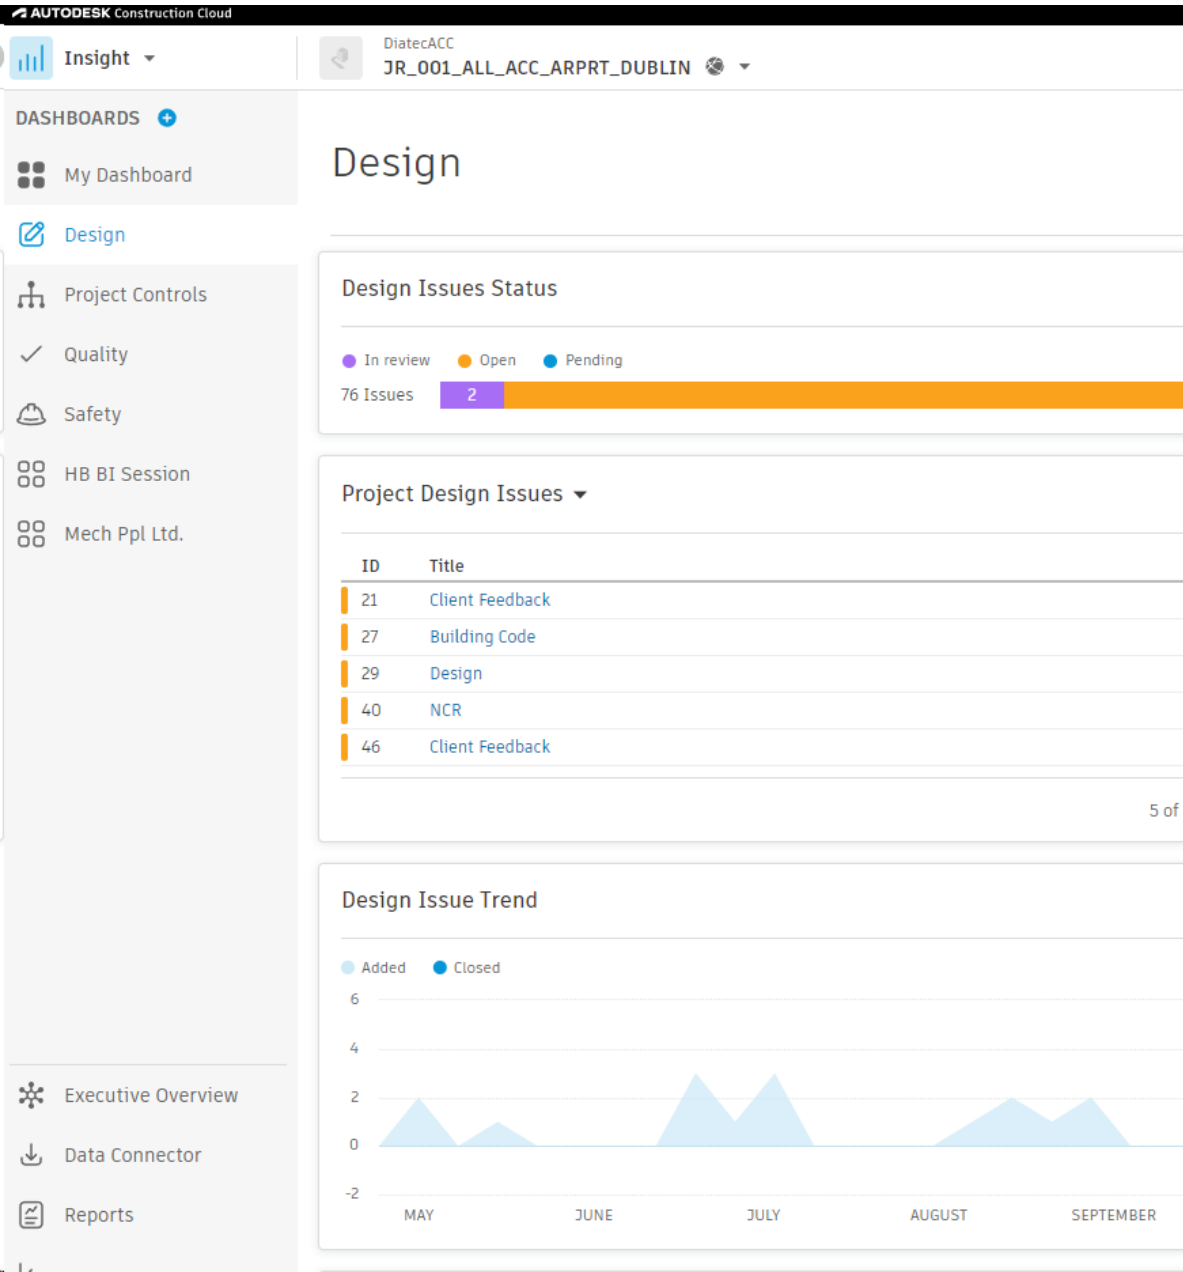 AUTODESK Construction Cloud
Insight
DiatecACC
JR_001_ALL_ACC_ARPRT_DUBLIN
DASHBOARDS
My Dashboard
Design
Project Controls
Quality
Safety
HB BI Session
Mech Ppl Ltd.
Executive Overview
Data Connector
Reports
Design
Design Issues Status
In review Open Pending
76 Issues 2
Project Design Issues
ID Title
21 Client Feedback
27 Building Code
29 Design
40 NCR
46 Client Feedback
5 of
Design Issue Trend
Added Closed
6
4
2
0
-2
MAY JUNE JULY AUGUST SEPTEMBER